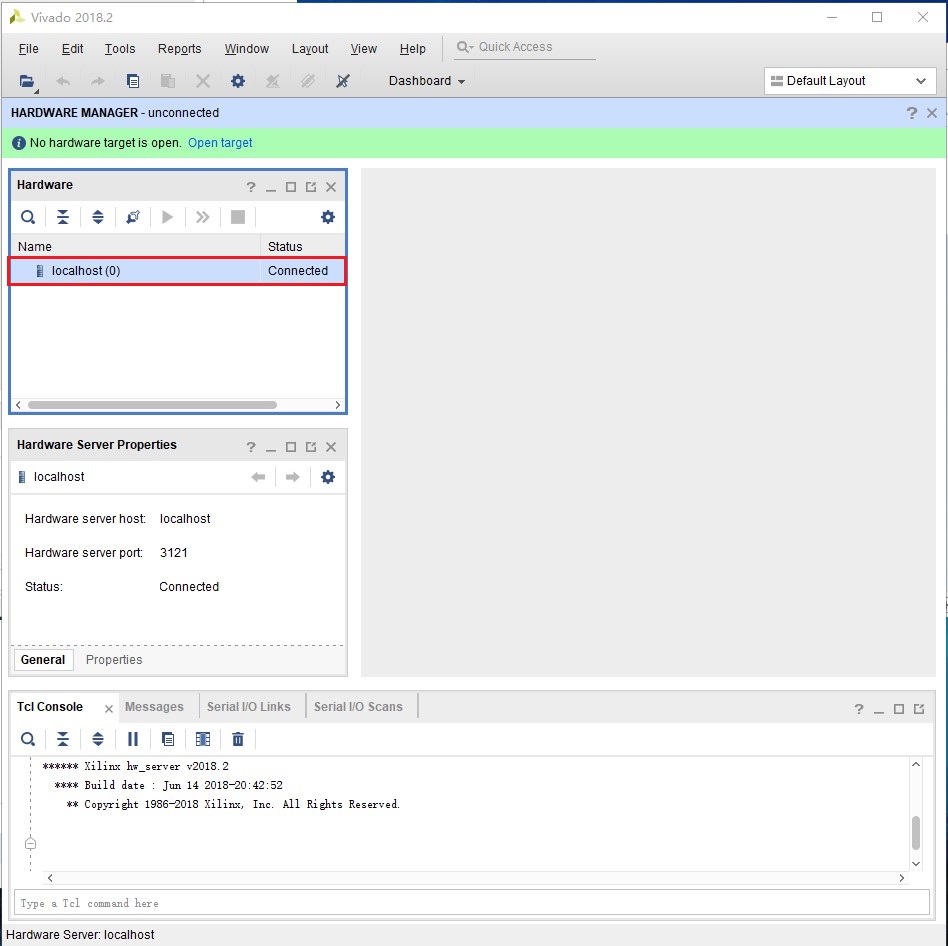 Vivado 2018.2
File Edit Tools Reports Window Layout View Help Quick Access
Dashboard Default Layout
HARDWARE MANAGER - unconnected
No hardware target is open. Open target
Hardware
Name Status
localhost (0) Connected
Hardware Server Properties
localhost
Hardware server host: localhost
Hardware server port: 3121
Status: Connected
General Properties
Tcl Console Messages Serial I/O Links Serial I/O Scans
****** Xilinx hw_server v2018.2
**** Build date : Jun 14 2018-20:42:52
** Copyright 1986-2018 Xilinx, Inc. All Rights Reserved.
Type a Tcl command here
Hardware Server: localhost